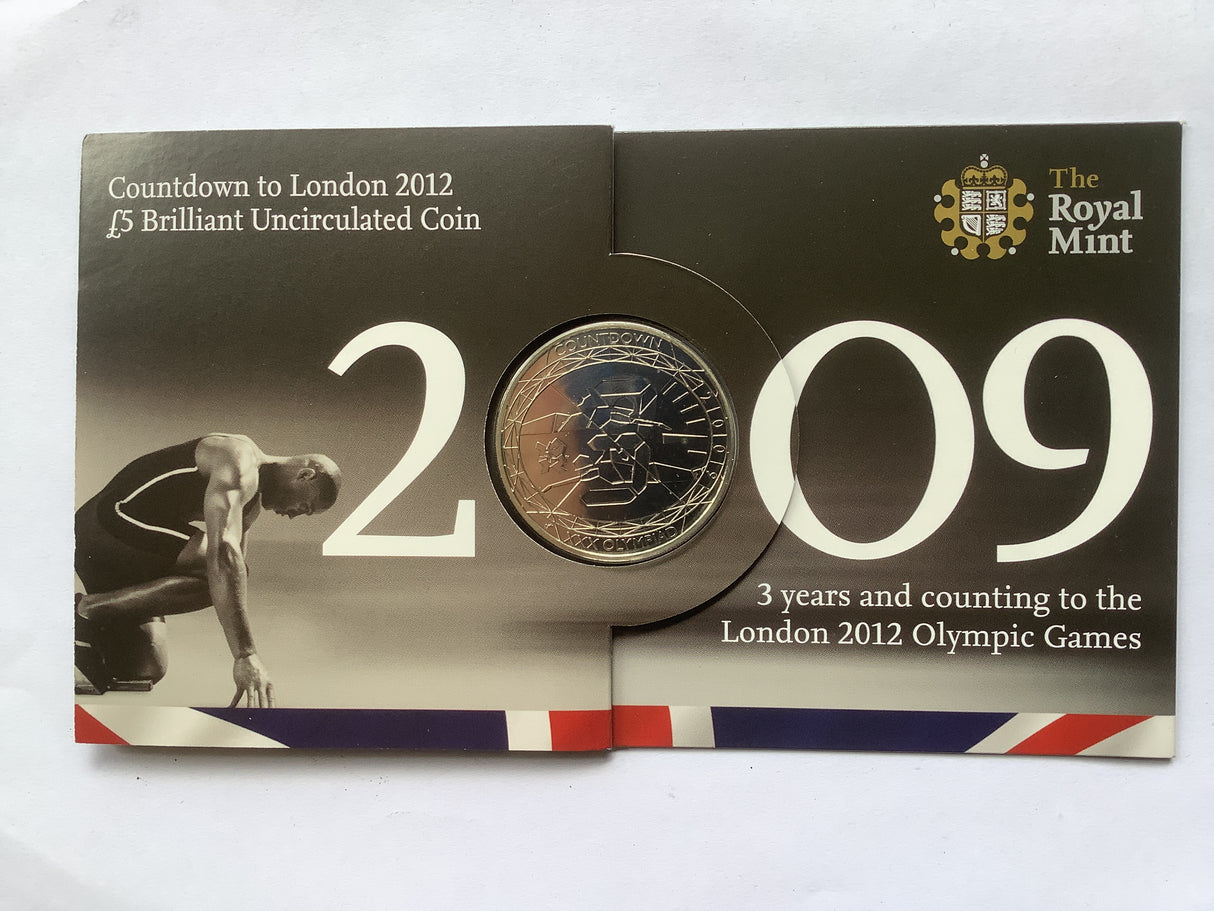 Countdown to London 2012
£5 Brilliant Uncirculated Coin
The
Royal
Mint
2 09
COUNTDOWN
2009
XXX OLYMPIAD
3 years and counting to the
London 2012 Olympic Games